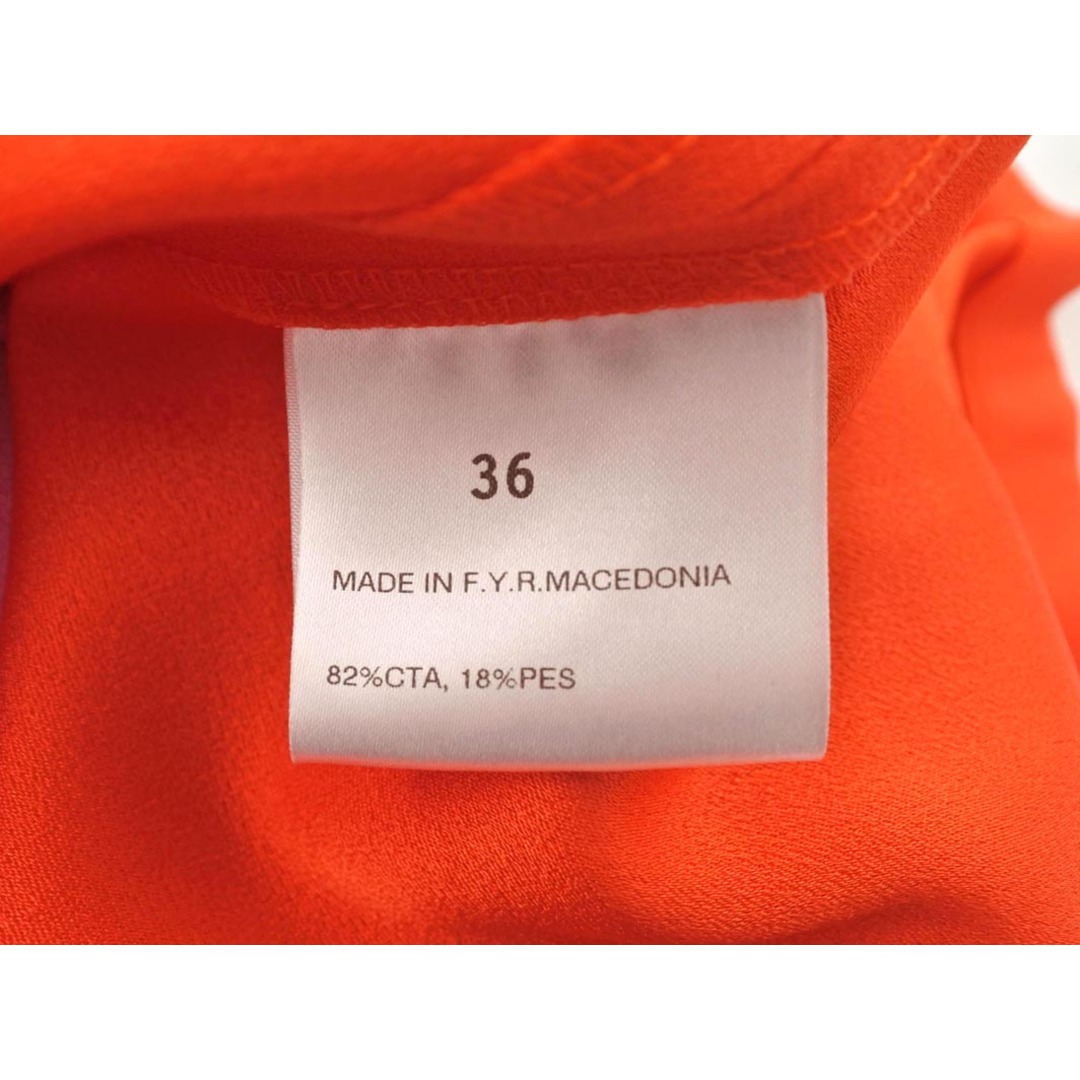 36
MADE IN F.Y.R.MACEDONIA
82%CTA, 18%PES